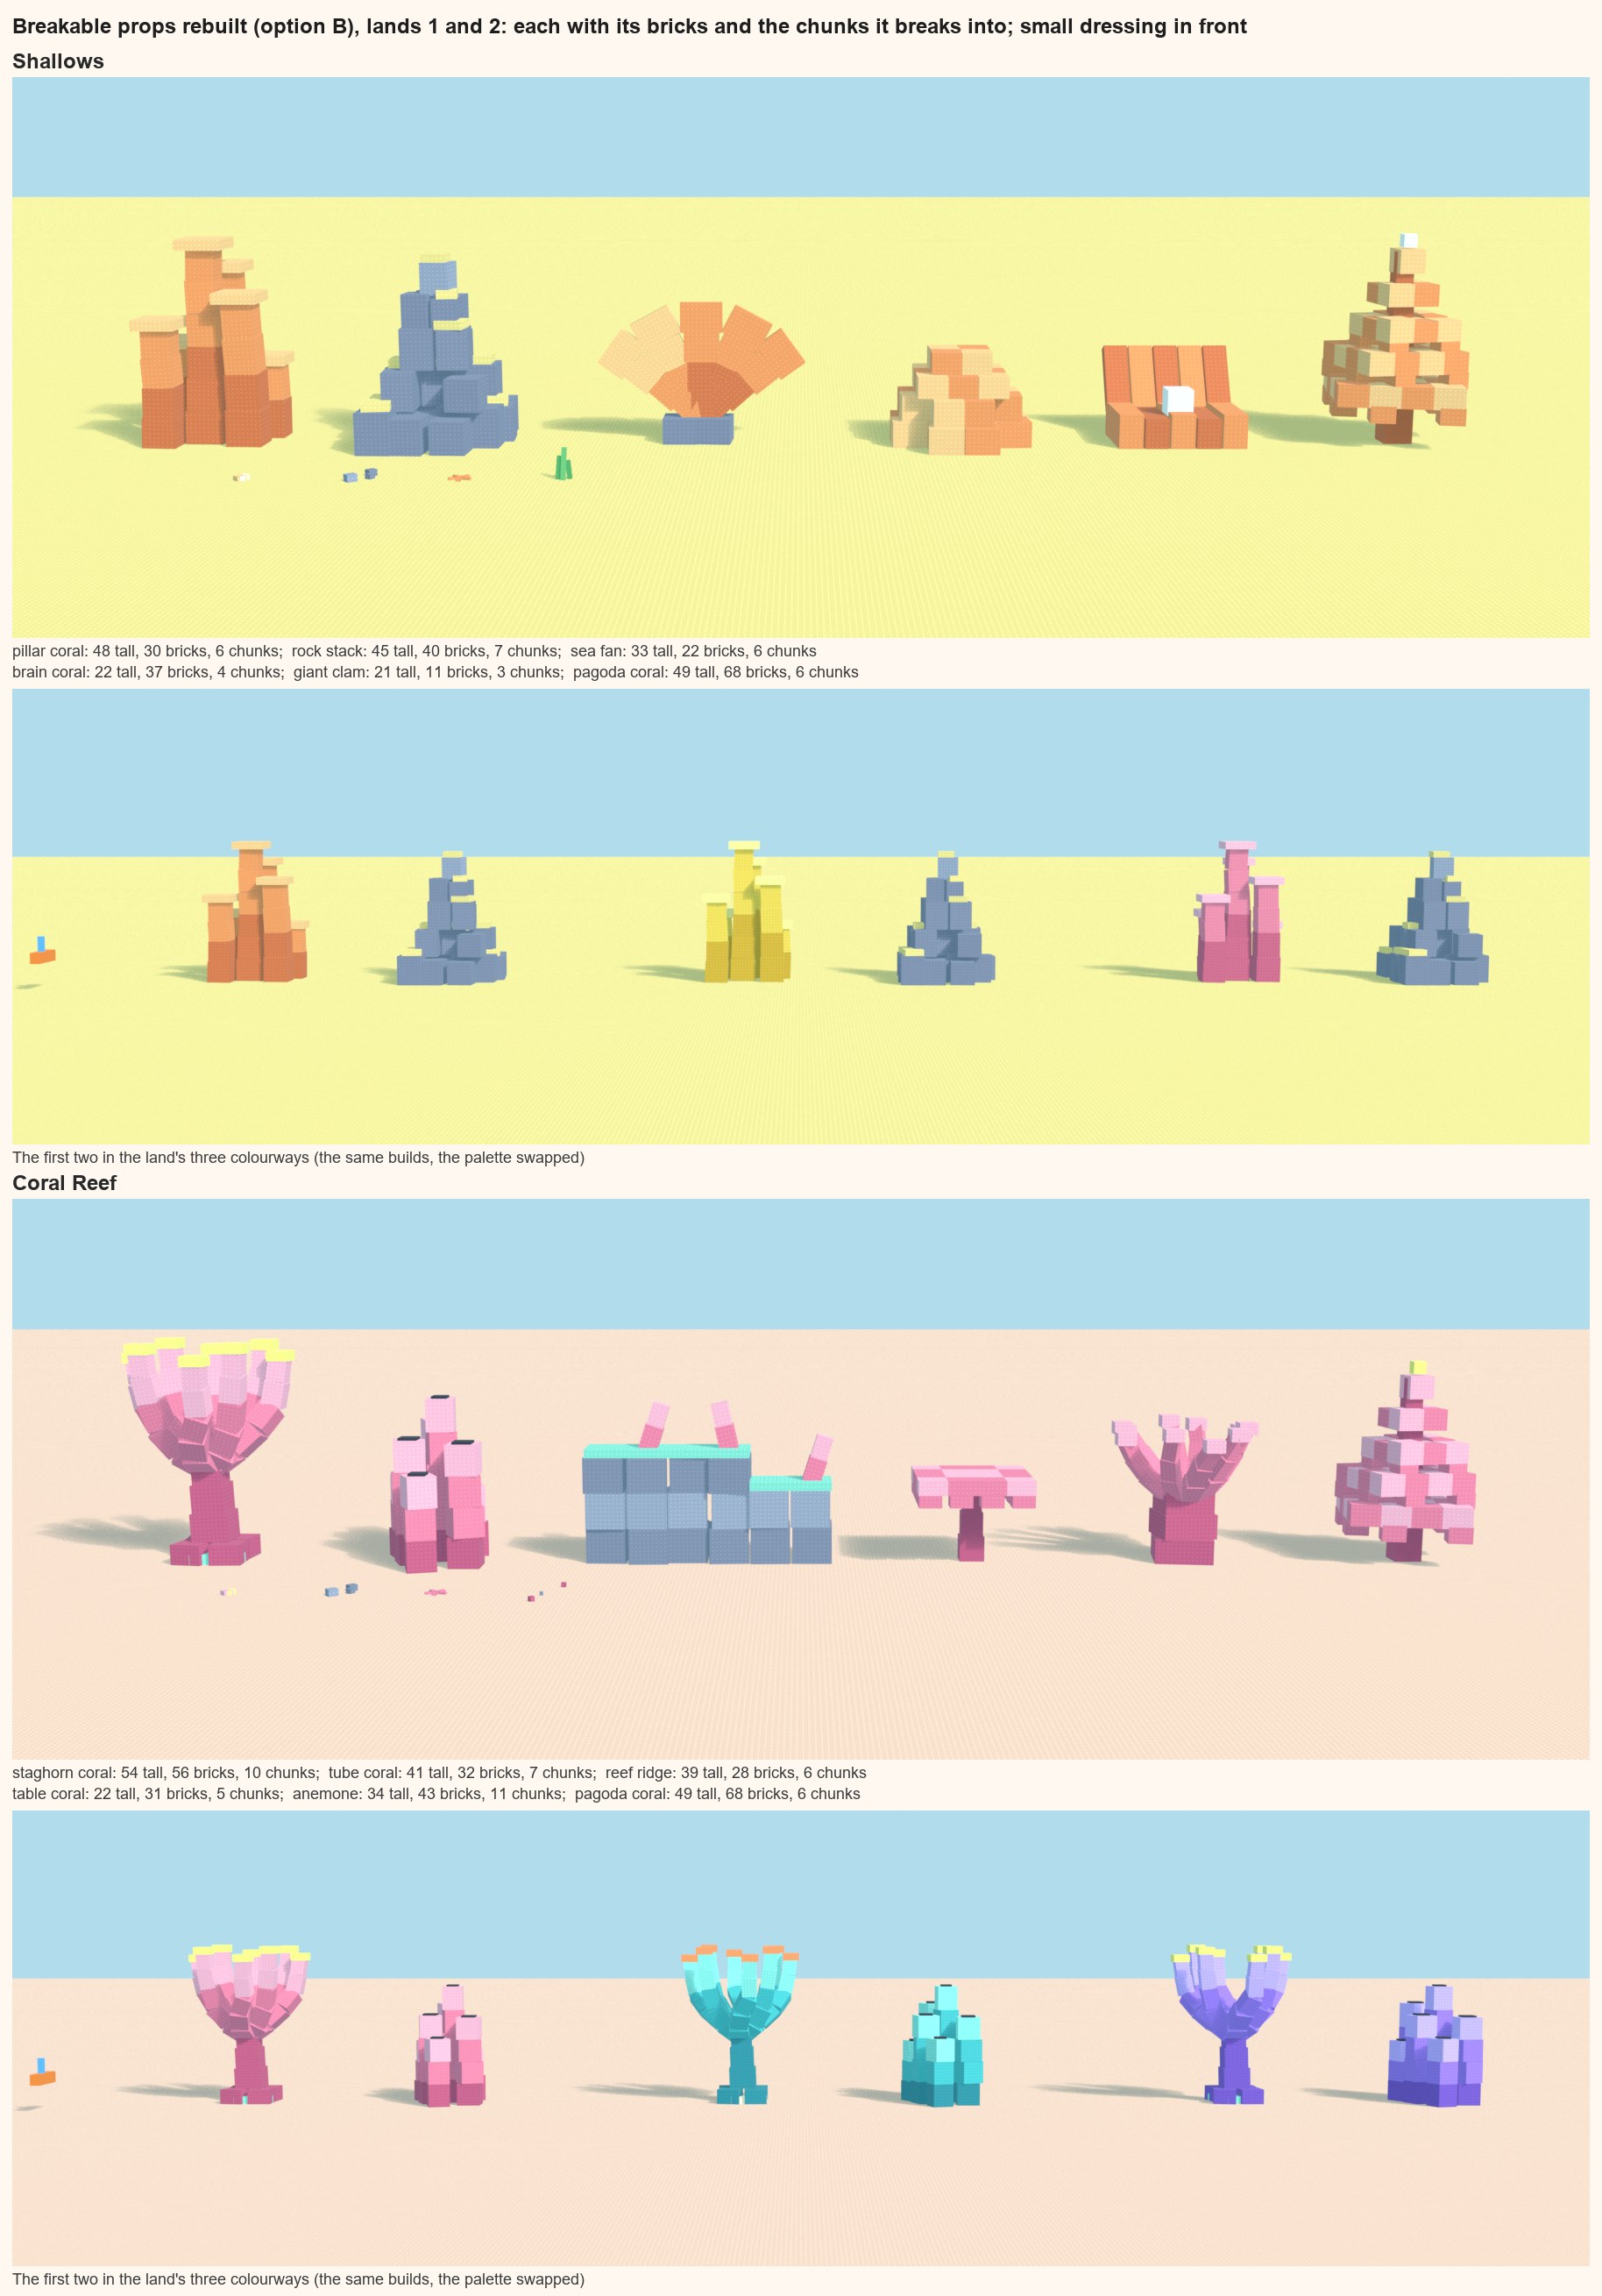 Breakable props rebuilt (option B), lands 1 and 2: each with its bricks and the chunks it breaks into; small dressing in front
Shallows
pillar coral: 48 tall, 30 bricks, 6 chunks;  rock stack: 45 tall, 40 bricks, 7 chunks;  sea fan: 33 tall, 22 bricks, 6 chunks
brain coral: 22 tall, 37 bricks, 4 chunks;  giant clam: 21 tall, 11 bricks, 3 chunks;  pagoda coral: 49 tall, 68 bricks, 6 chunks
The first two in the land's three colourways (the same builds, the palette swapped)
Coral Reef
staghorn coral: 54 tall, 56 bricks, 10 chunks;  tube coral: 41 tall, 32 bricks, 7 chunks;  reef ridge: 39 tall, 28 bricks, 6 chunks
table coral: 22 tall, 31 bricks, 5 chunks;  anemone: 34 tall, 43 bricks, 11 chunks;  pagoda coral: 49 tall, 68 bricks, 6 chunks
The first two in the land's three colourways (the same builds, the palette swapped)